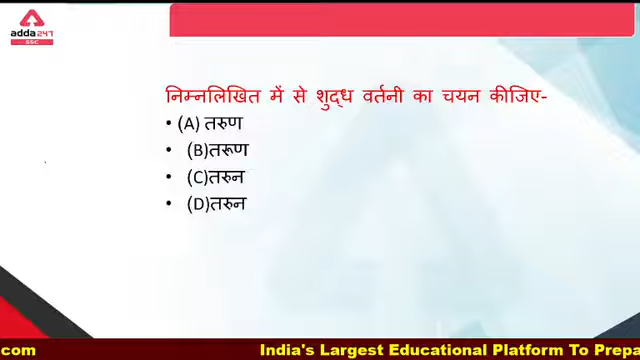 adda247
SSC
निम्नलिखित में से शुद्ध वर्तनी का चयन कीजिए-
• (A) तरुण
• (B)तरूण
• (C)तरुन
• (D)तरुन
.com
India's Largest Educational Platform To Prepa